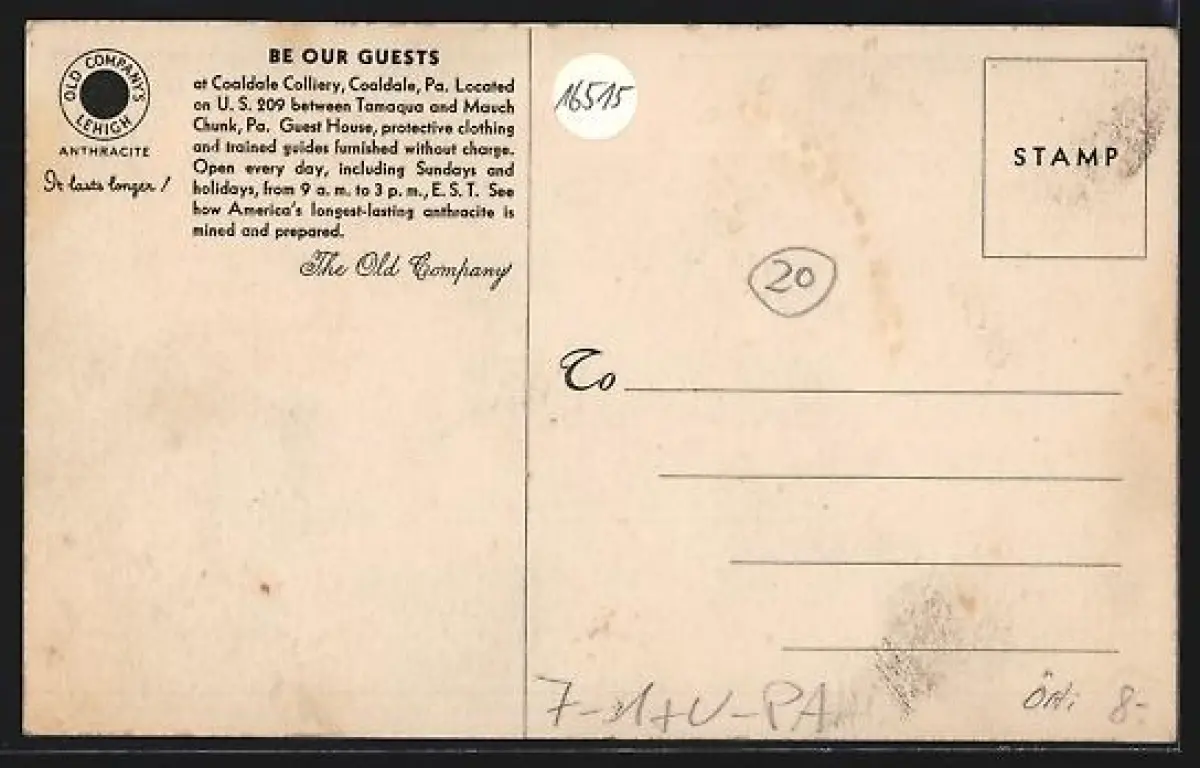 OLD COMPANY'S
LEHIGH
ANTHRACITE
It lasts longer!
BE OUR GUESTS
at Coaldale Colliery, Coaldale, Pa. Located
on U. S. 209 between Tamaqua and Mauch
Chunk, Pa. Guest House, protective clothing
and trained guides furnished without charge.
Open every day, including Sundays and
holidays, from 9 a. m. to 3 p. m., E. S. T. See
how America's longest-lasting anthracite is
mined and prepared.
The Old Company
16515
STAMP
20
To
8-